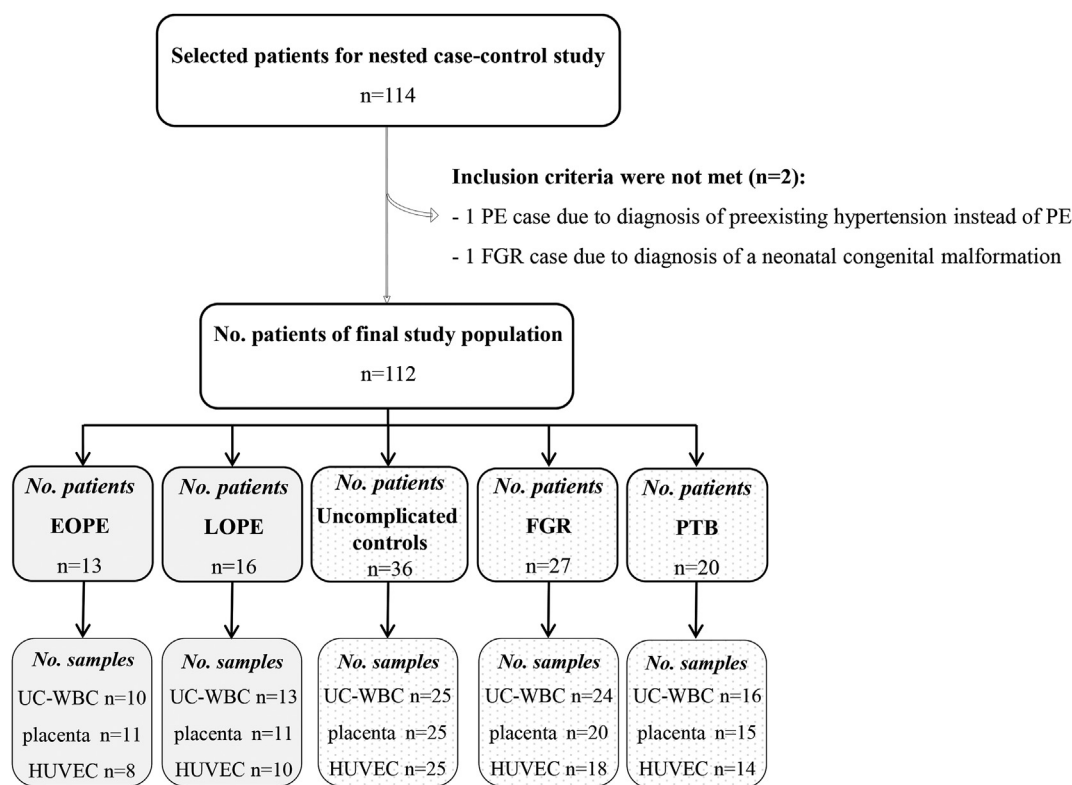 Selected patients for nested case-control study
n=114
Inclusion criteria were not met (n=2):
- 1 PE case due to diagnosis of preexisting hypertension instead of PE
- 1 FGR case due to diagnosis of a neonatal congenital malformation
No. patients of final study population
n=112
No. patients
EOPE
n=13
No. patients
LOPE
n=16
No. patients
Uncomplicated
controls
n=36
No. patients
FGR
n=27
No. patients
PTB
n=20
No. samples
UC-WBC n=10
placenta n=11
HUVEC n=8
No. samples
UC-WBC n=13
placenta n=11
HUVEC n=10
No. samples
UC-WBC n=25
placenta n=25
HUVEC n=25
No. samples
UC-WBC n=24
placenta n=20
HUVEC n=18
No. samples
UC-WBC n=16
placenta n=15
HUVEC n=14